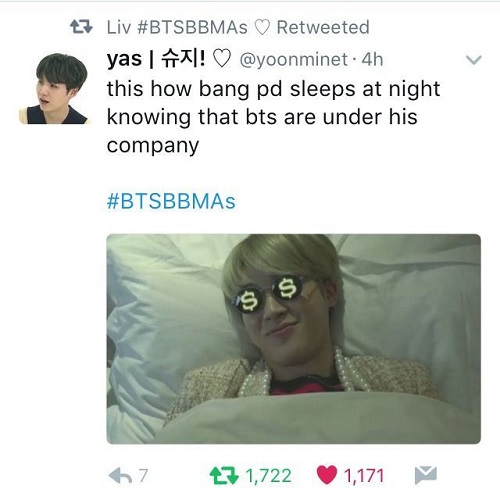 Liv #BTSBBMAs ♡ Retweeted
yas | 슈지! ♡ @yoonminet · 4h
this how bang pd sleeps at night
knowing that bts are under his
company
#BTSBBMAs
$ $
7 1,722 1,171